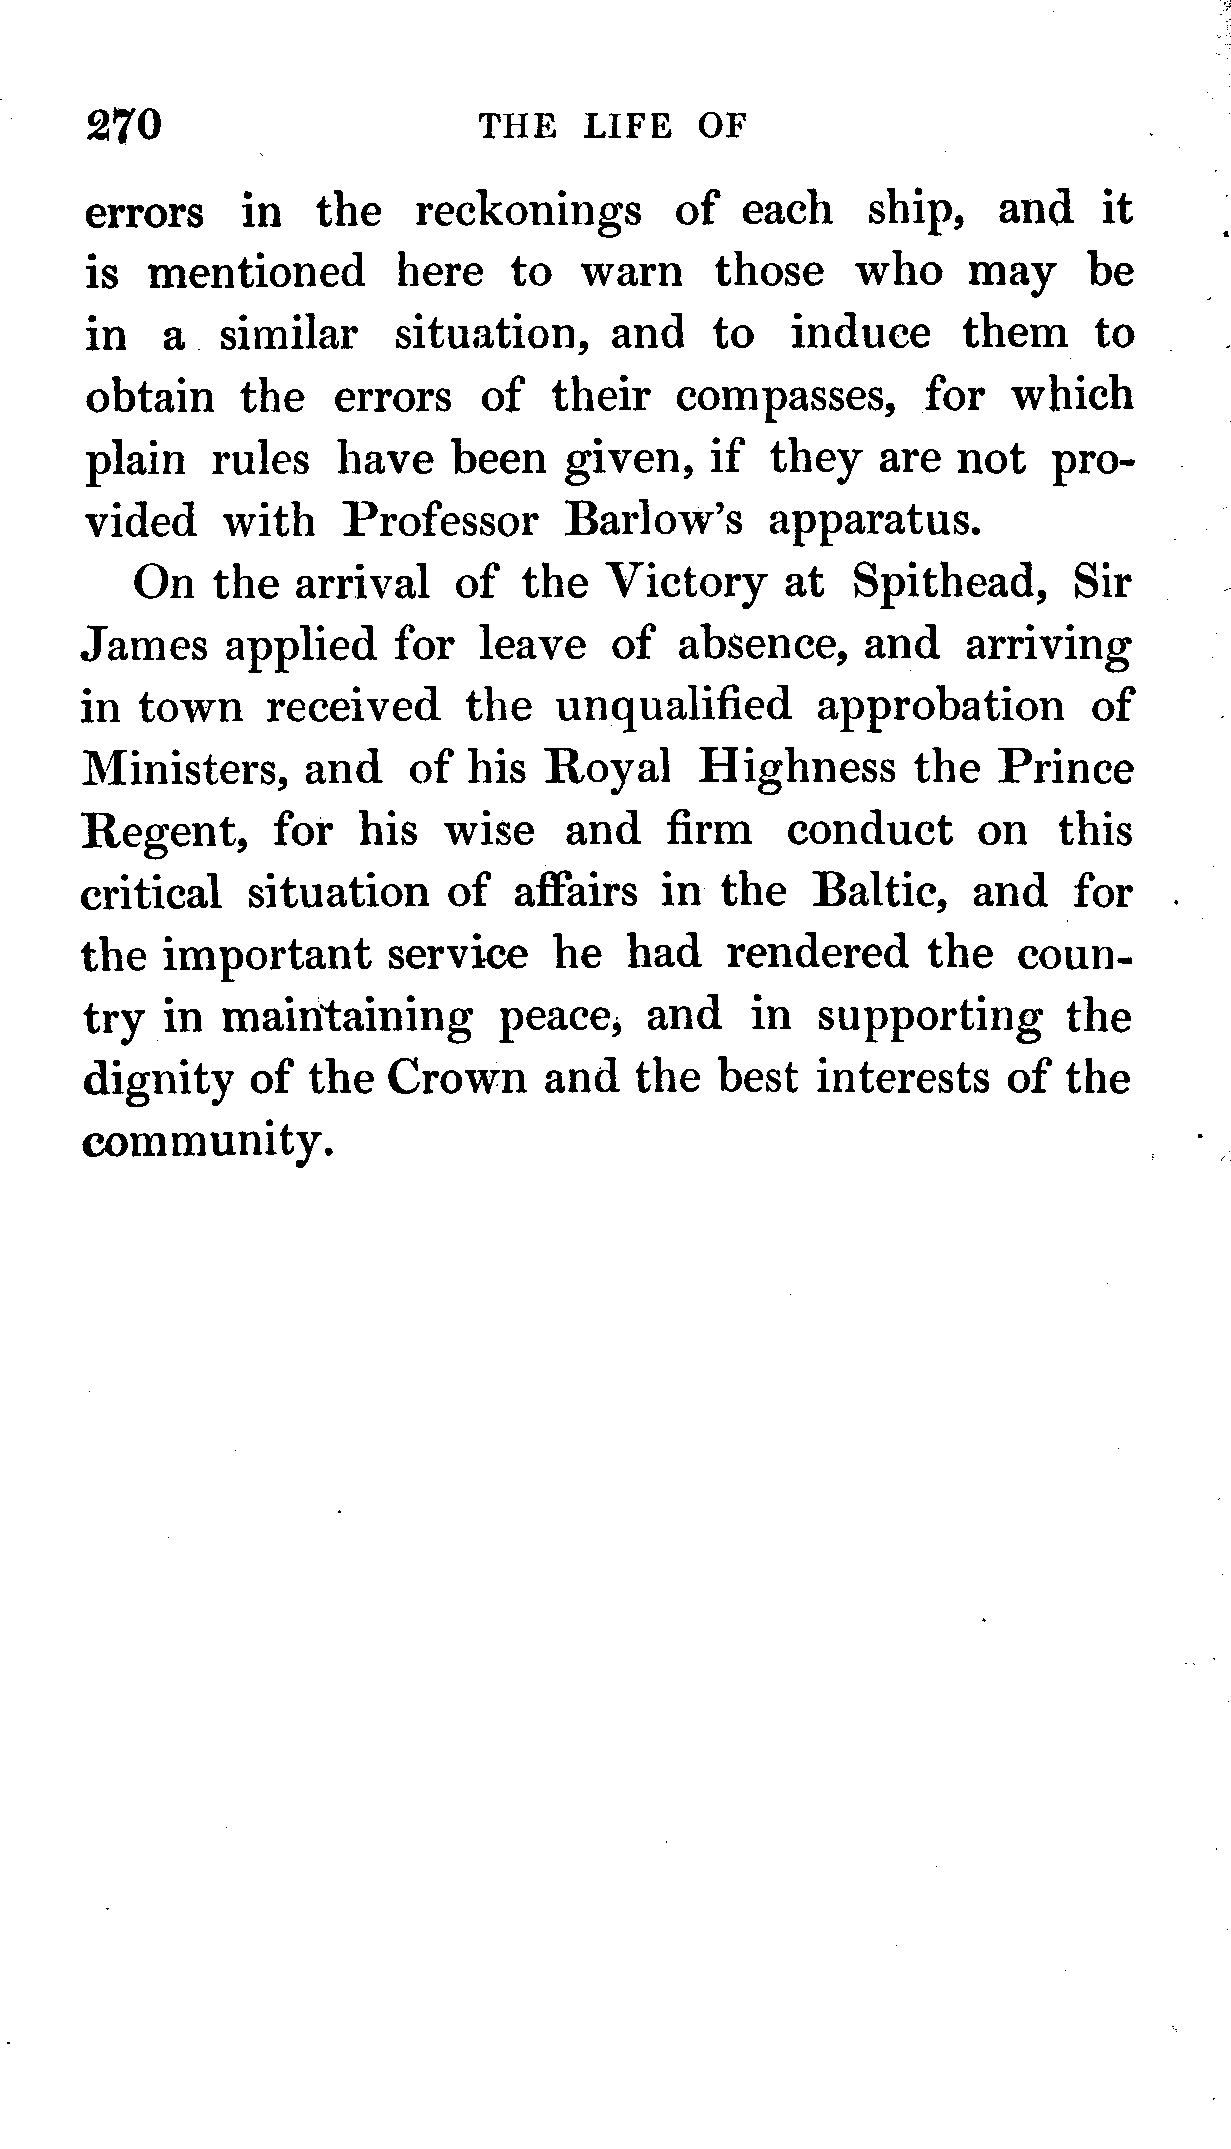 270 THE LIFE OF
errors in the reckonings of each ship, and it
is mentioned here to warn those who may be
in a similar situation, and to induce them to
obtain the errors of their compasses, for which
plain rules have been given, if they are not pro-
vided with Professor Barlow's apparatus.
On the arrival of the Victory at Spithead, Sir
James applied for leave of absence, and arriving
in town received the unqualified approbation of
Ministers, and of his Royal Highness the Prince
Regent, for his wise and firm conduct on this
critical situation of affairs in the Baltic, and for
the important service he had rendered the coun-
try in maintaining peace, and in supporting the
dignity of the Crown and the best interests of the
community.